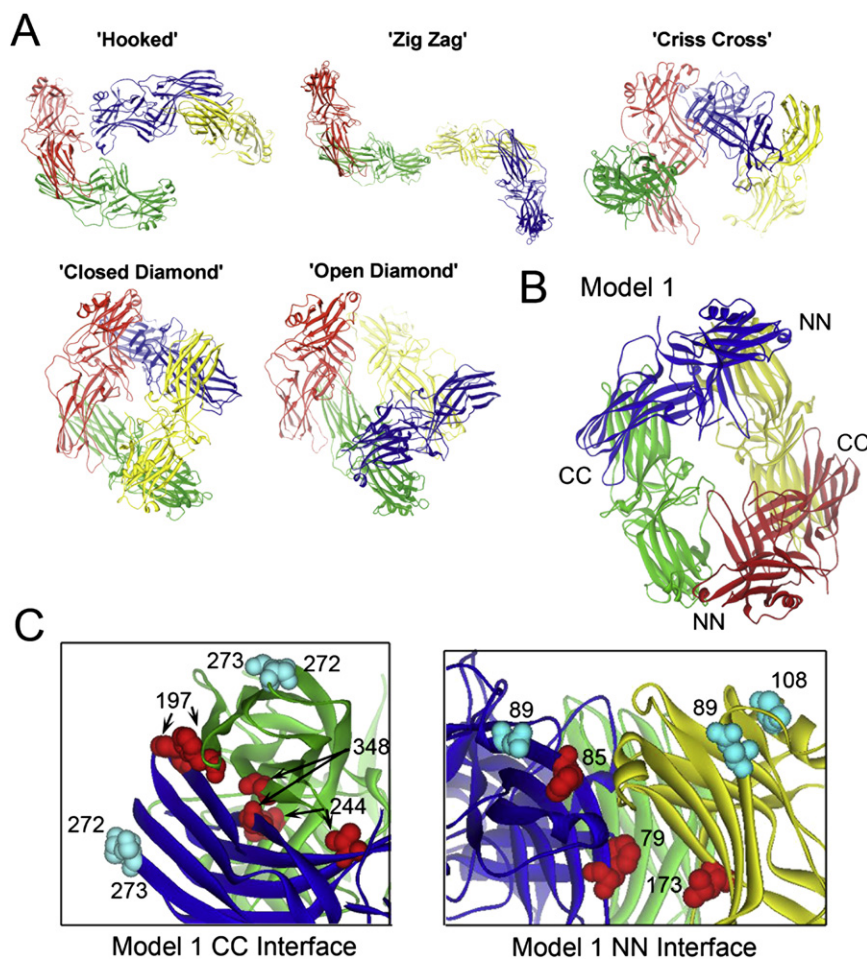 A
'Hooked'
'Zig Zag'
'Criss Cross'
'Closed Diamond'
'Open Diamond'
B
Model 1
NN
CC
CC
NN
C
273
272
197
348
244
272
273
Model 1 CC Interface
108
89
89
85
79
173
Model 1 NN Interface